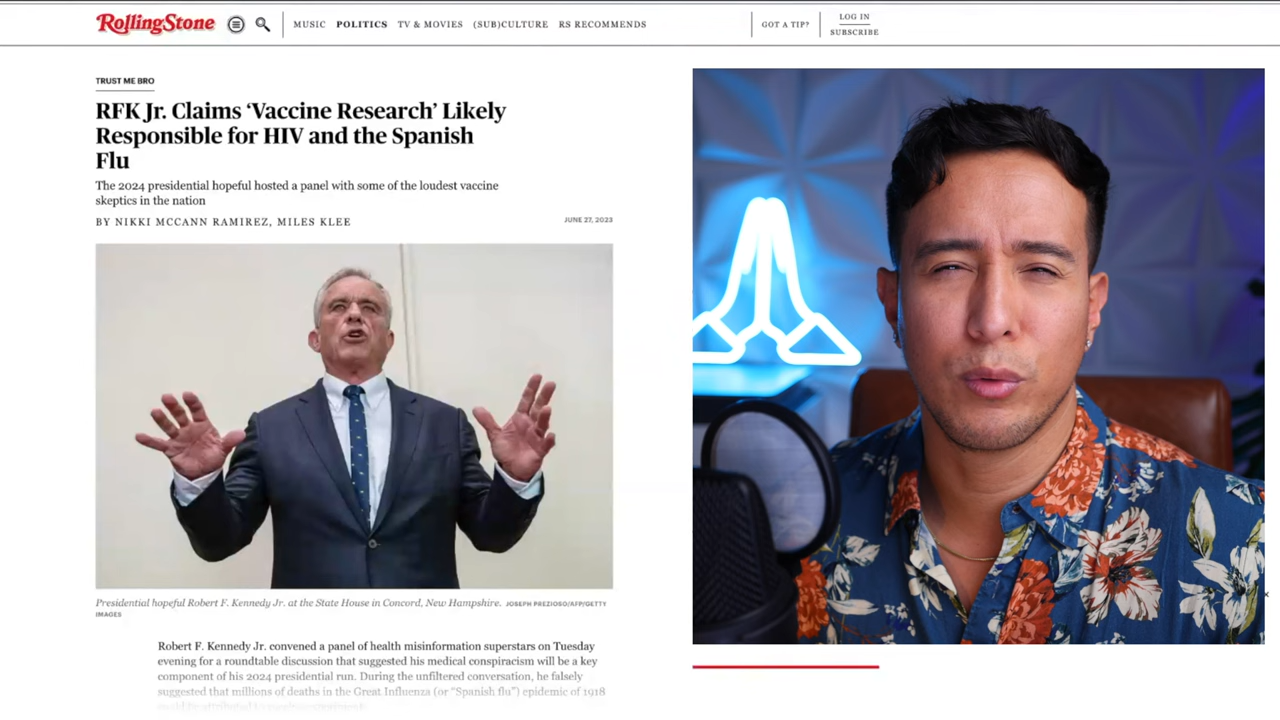 RollingStone
MUSIC POLITICS TV & MOVIES (SUB)CULTURE RS RECOMMENDS
GOT A TIP?
LOG IN
SUBSCRIBE
TRUST ME BRO
RFK Jr. Claims ‘Vaccine Research’ Likely
Responsible for HIV and the Spanish
Flu
The 2024 presidential hopeful hosted a panel with some of the loudest vaccine
skeptics in the nation
BY NIKKI MCCANN RAMIREZ, MILES KLEE
JUNE 27, 2023
Presidential hopeful Robert F. Kennedy Jr. at the State House in Concord, New Hampshire. JOSEPH PREZIOSO/AFP/GETTY
IMAGES
Robert F. Kennedy Jr. convened a panel of health misinformation superstars on Tuesday
evening for a roundtable discussion that suggested his medical conspiracism will be a key
component of his 2024 presidential run. During the unfiltered conversation, he falsely
suggested that millions of deaths in the Great Influenza (or “Spanish flu”) epidemic of 1918